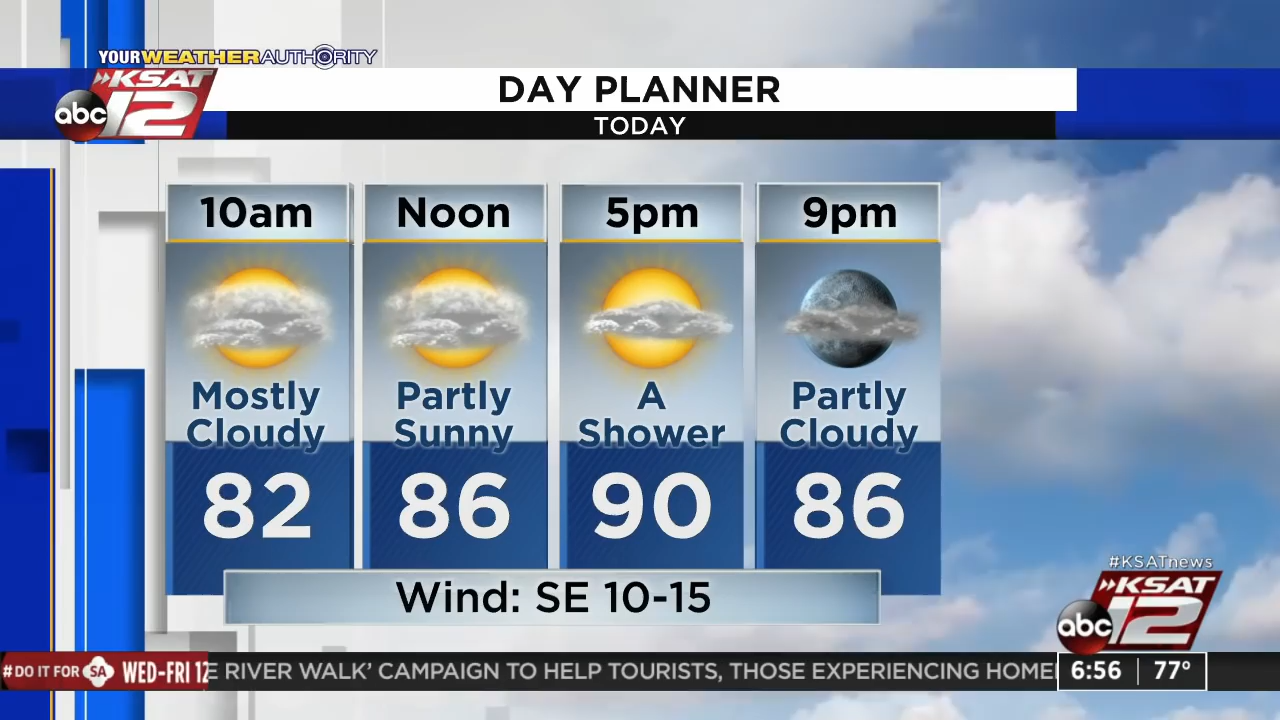 YOURWEATHERAUTHORITY
KSAT
abc 12
DAY PLANNER
TODAY
10am
Noon
5pm
9pm
Mostly
Cloudy
Partly
Sunny
A
Shower
Partly
Cloudy
82
86
90
86
Wind: SE 10-15
#KSATnews
KSAT
abc 12
#DO IT FOR SA WED-FRI 12
E RIVER WALK' CAMPAIGN TO HELP TOURISTS, THOSE EXPERIENCING HOME
6:56 77°